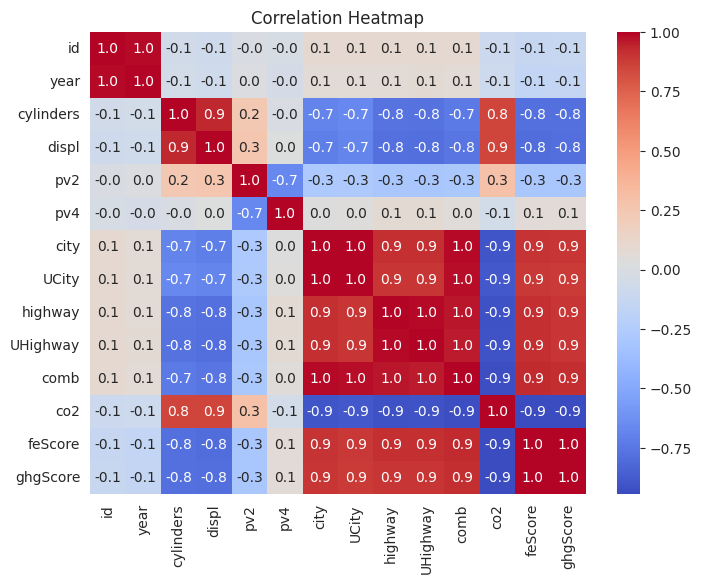 Correlation Heatmap
id 1.0 1.0 -0.1 -0.1 -0.0 -0.0 0.1 0.1 0.1 0.1 0.1 -0.1 -0.1 -0.1
year 1.0 1.0 -0.1 -0.1 0.0 -0.0 0.1 0.1 0.1 0.1 0.1 -0.1 -0.1 -0.1
cylinders -0.1 -0.1 1.0 0.9 0.2 -0.0 -0.7 -0.7 -0.8 -0.8 -0.7 0.8 -0.8 -0.8
displ -0.1 -0.1 0.9 1.0 0.3 0.0 -0.7 -0.7 -0.8 -0.8 -0.8 0.9 -0.8 -0.8
pv2 -0.0 0.0 0.2 0.3 1.0 -0.7 -0.3 -0.3 -0.3 -0.3 -0.3 0.3 -0.3 -0.3
pv4 -0.0 -0.0 -0.0 0.0 -0.7 1.0 0.0 0.0 0.1 0.1 0.0 -0.1 0.1 0.1
city 0.1 0.1 -0.7 -0.7 -0.3 0.0 1.0 1.0 0.9 0.9 1.0 -0.9 0.9 0.9
UCity 0.1 0.1 -0.7 -0.7 -0.3 0.0 1.0 1.0 0.9 0.9 1.0 -0.9 0.9 0.9
highway 0.1 0.1 -0.8 -0.8 -0.3 0.1 0.9 0.9 1.0 1.0 1.0 -0.9 0.9 0.9
UHighway 0.1 0.1 -0.8 -0.8 -0.3 0.1 0.9 0.9 1.0 1.0 1.0 -0.9 0.9 0.9
comb 0.1 0.1 -0.7 -0.8 -0.3 0.0 1.0 1.0 1.0 1.0 1.0 -0.9 0.9 0.9
co2 -0.1 -0.1 0.8 0.9 0.3 -0.1 -0.9 -0.9 -0.9 -0.9 -0.9 1.0 -0.9 -0.9
feScore -0.1 -0.1 -0.8 -0.8 -0.3 0.1 0.9 0.9 0.9 0.9 0.9 -0.9 1.0 1.0
ghgScore -0.1 -0.1 -0.8 -0.8 -0.3 0.1 0.9 0.9 0.9 0.9 0.9 -0.9 1.0 1.0
id year cylinders displ pv2 pv4 city UCity highway UHighway comb co2 feScore ghgScore
1.00
0.75
0.50
0.25
0.00
−0.25
−0.50
−0.75